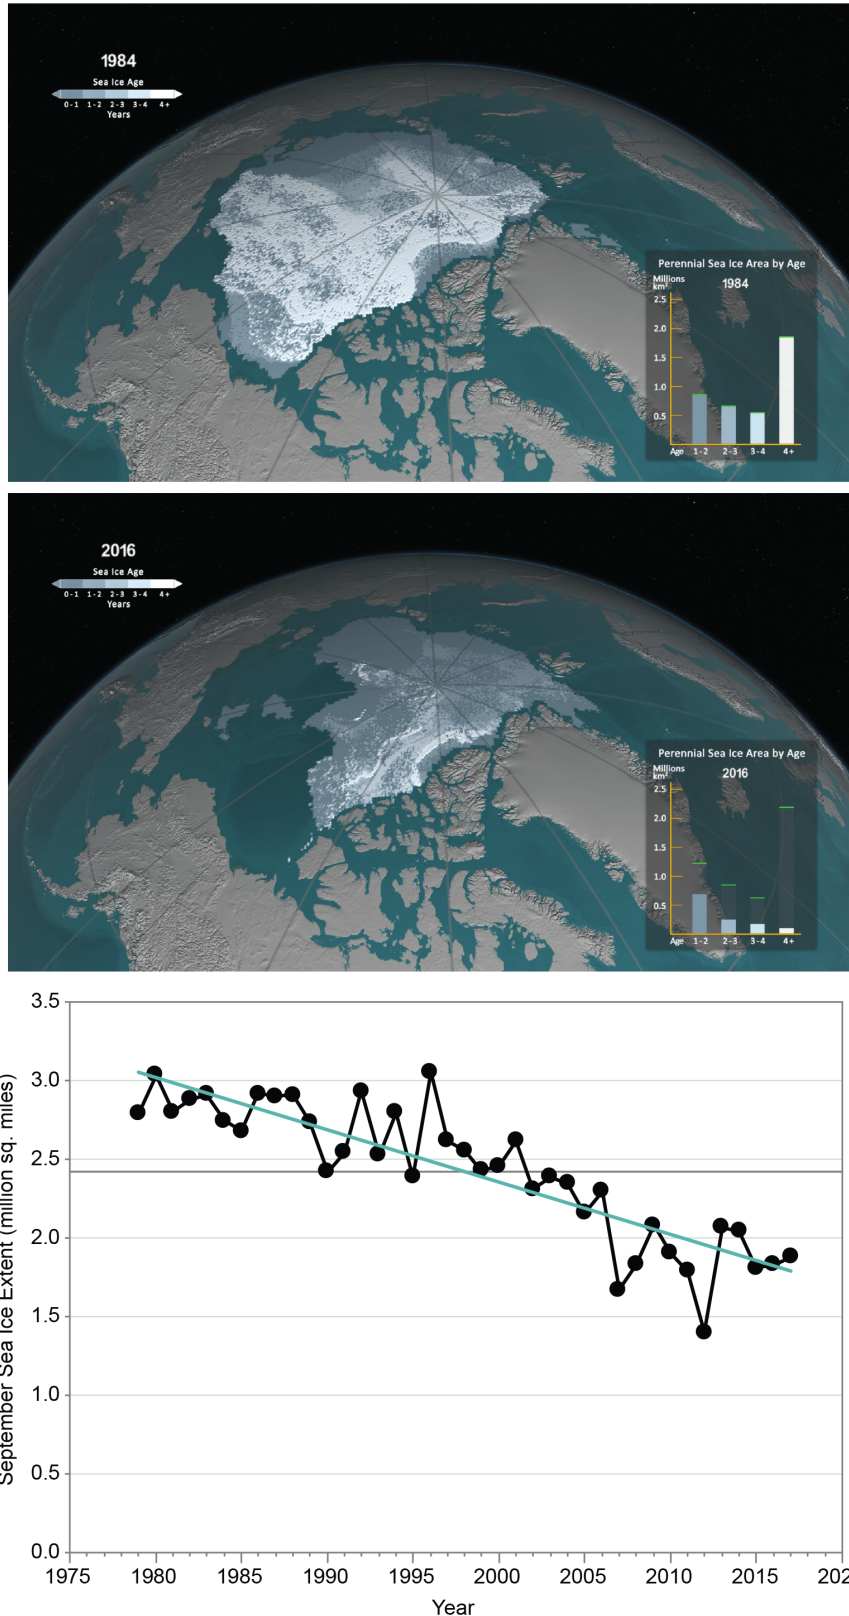 1984
Sea Ice Age
0-1 1-2 2-3 3-4 4+
Years
Perennial Sea Ice Area by Age
Millions
km²
1984
2.5
2.0
1.5
1.0
0.5
Age 1-2 2-3 3-4 4+
2016
Sea Ice Age
0-1 1-2 2-3 3-4 4+
Years
Perennial Sea Ice Area by Age
Millions
km²
2016
2.5
2.0
1.5
1.0
0.5
Age 1-2 2-3 3-4 4+
September Sea Ice Extent (million sq. miles)
3.5
3.0
2.5
2.0
1.5
1.0
0.5
0.0
1975 1980 1985 1990 1995 2000 2005 2010 2015 202
Year